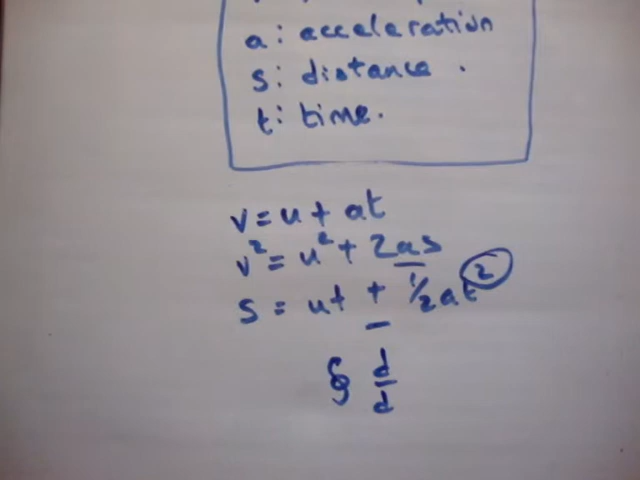 a: acceleration
s: distance.
t: time.
v = u + at
v² = u² + 2as
s = ut + ½at²
d
d